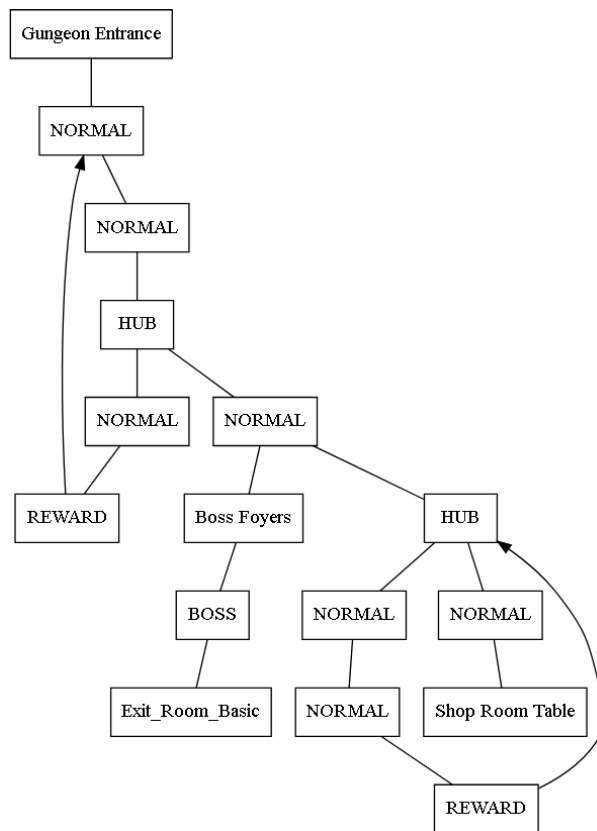 Gungeon Entrance
NORMAL
NORMAL
HUB
NORMAL
NORMAL
REWARD
Boss Foyers
HUB
BOSS
NORMAL
NORMAL
Exit_Room_Basic
NORMAL
Shop Room Table
REWARD